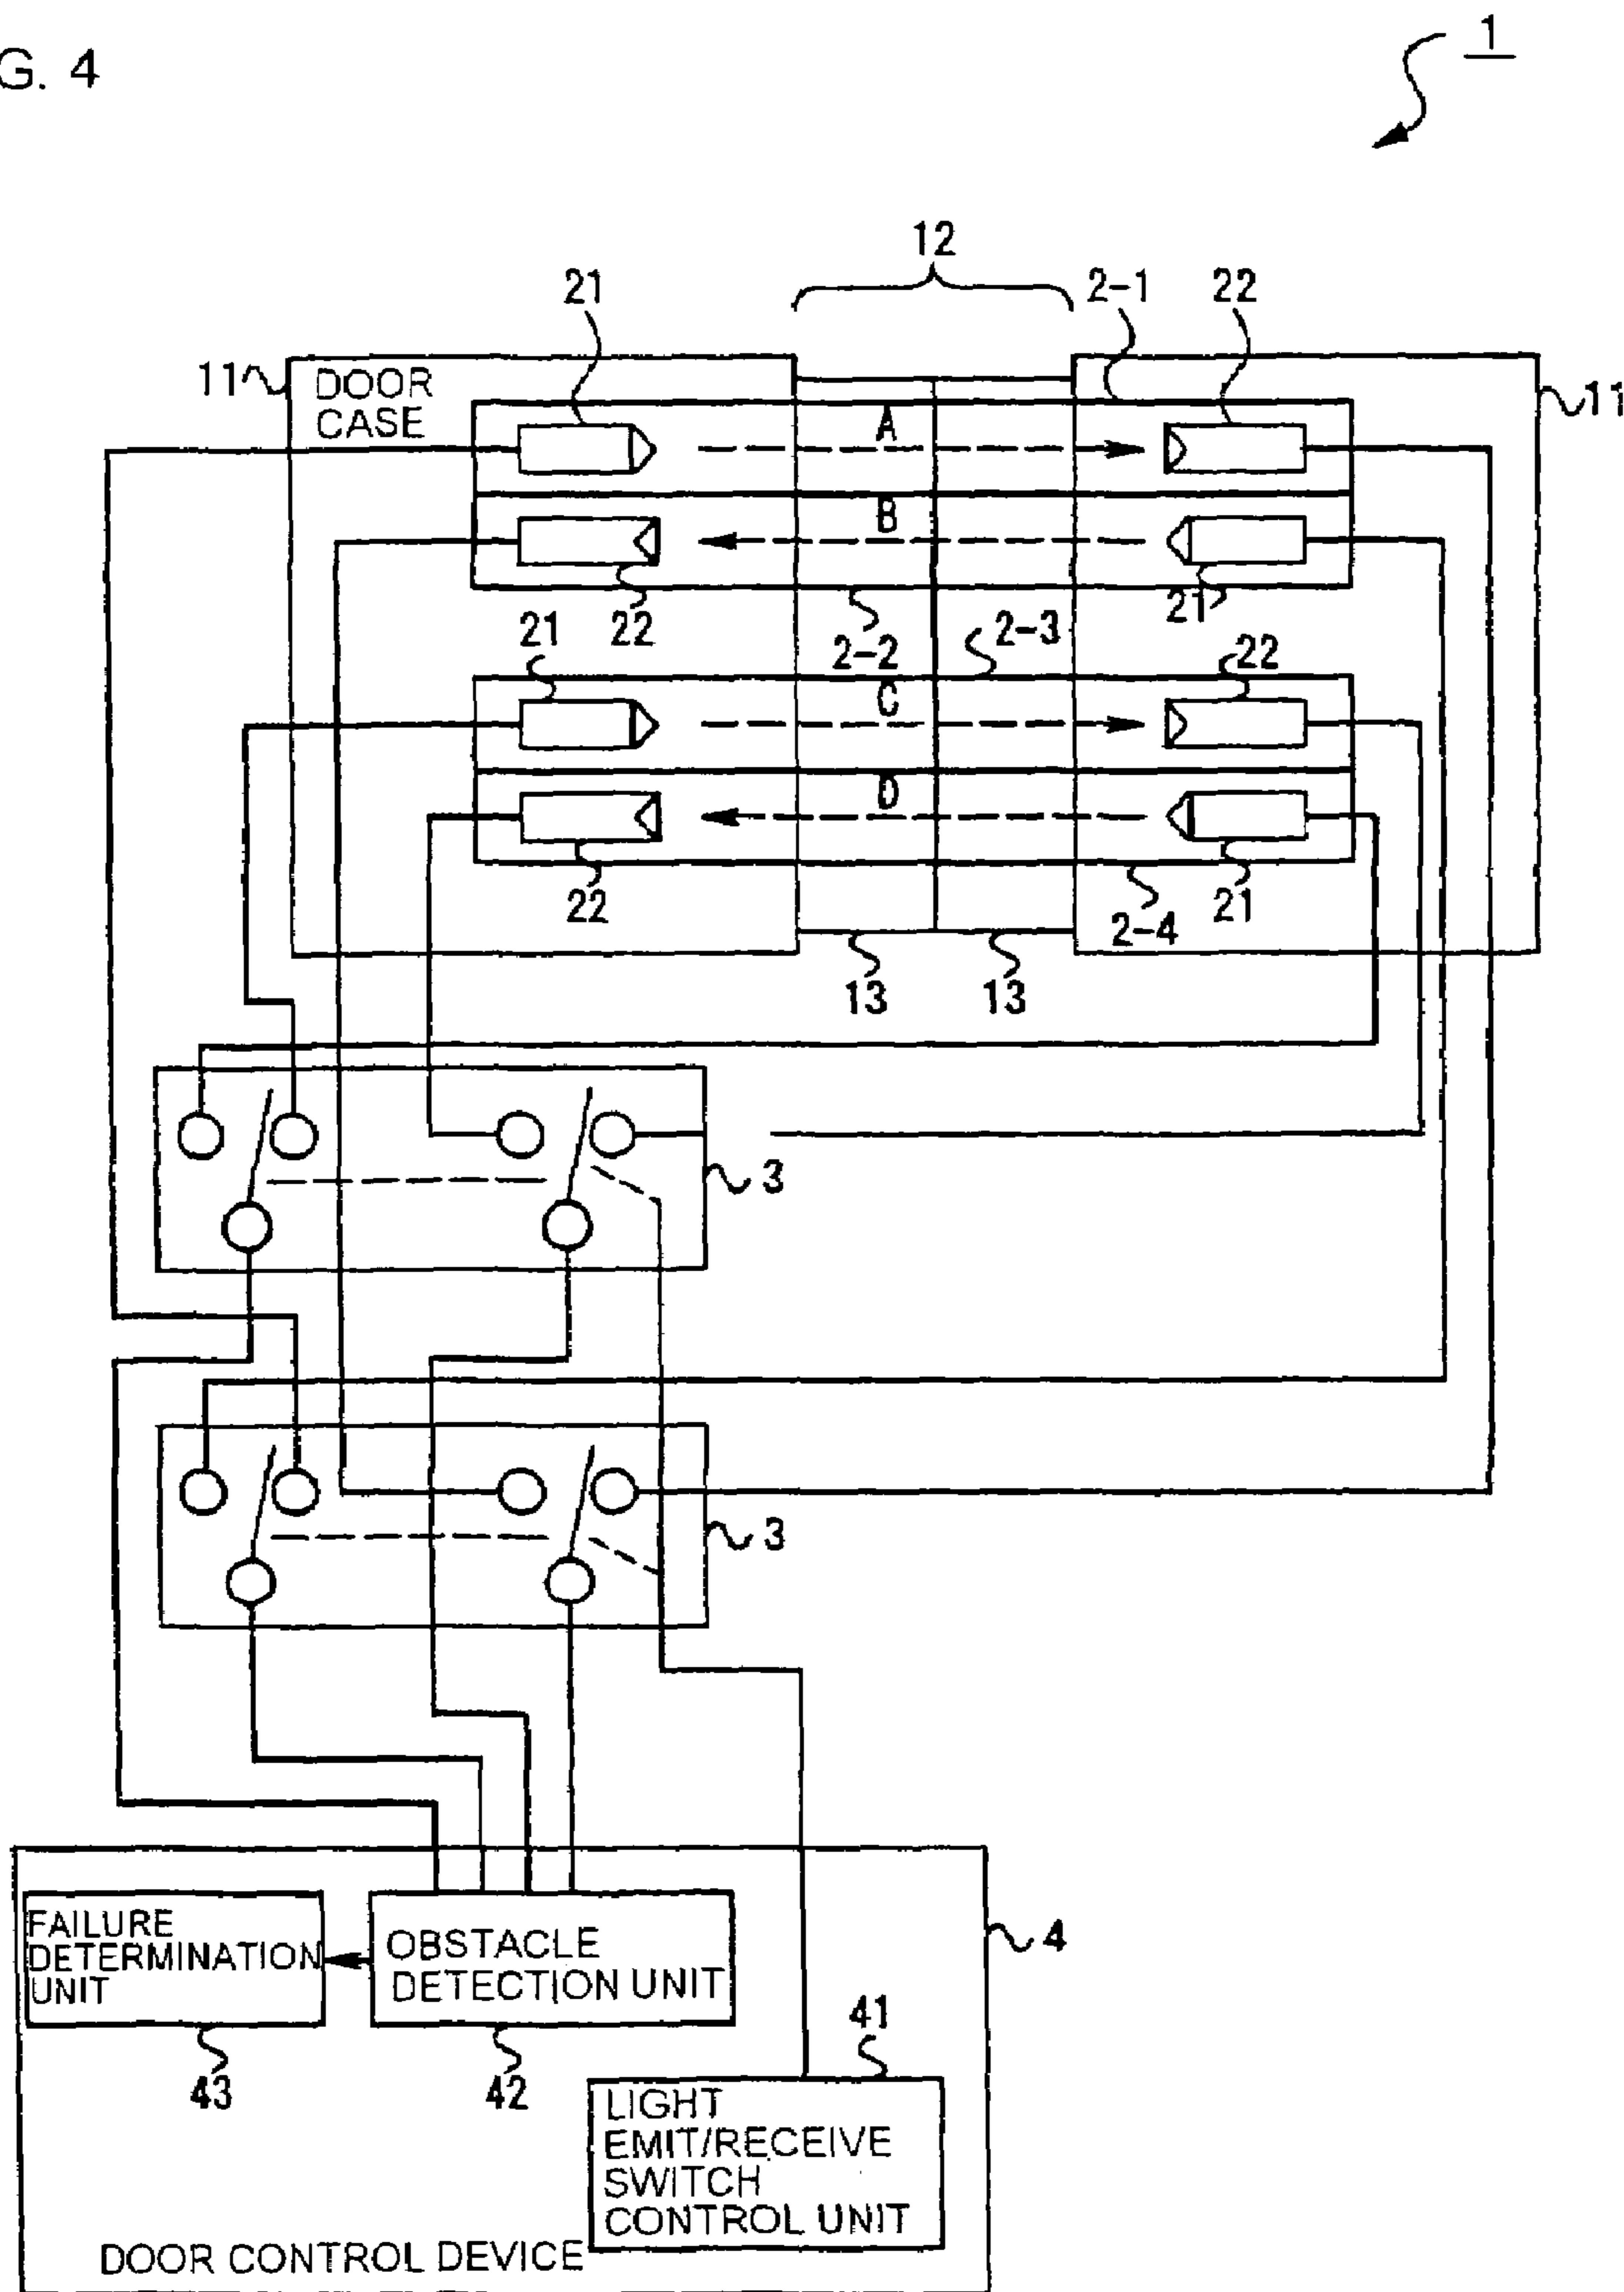 G. 4
1
12
21
2-1
22
11
DOOR
CASE
11
A
B
22
21
21
22
2-2
2-3
22
C
D
22
2-4
21
13
13
3
3
FAILURE
DETERMINATION
UNIT
OBSTACLE
DETECTION UNIT
4
43
42
41
LIGHT
EMIT/RECEIVE
SWITCH
CONTROL UNIT
DOOR CONTROL DEVICE